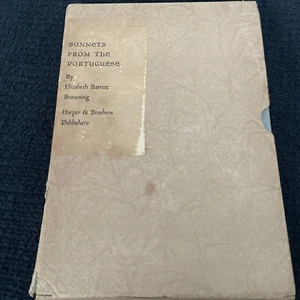 SONNETS
FROM THE
PORTUGUESE
By
Elizabeth Barrett
Browning
Harper & Brothers
Publishers